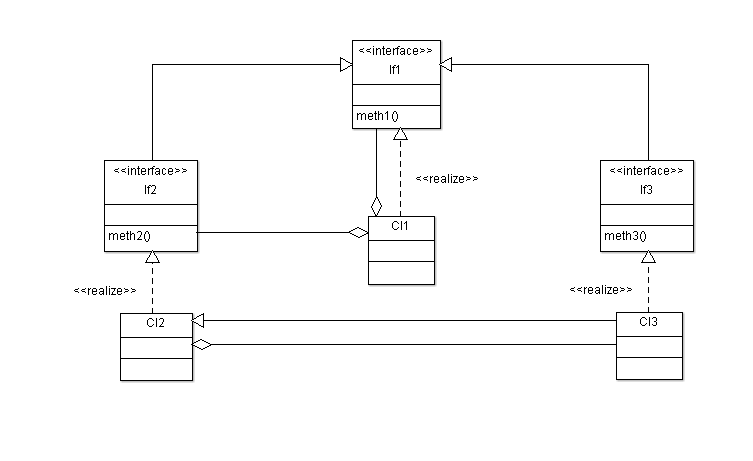 <<interface>>
If1
meth1()
<<interface>>
If2
meth2()
<<realize>>
<<interface>>
If3
meth3()
Cl1
<<realize>>
<<realize>>
Cl2
Cl3